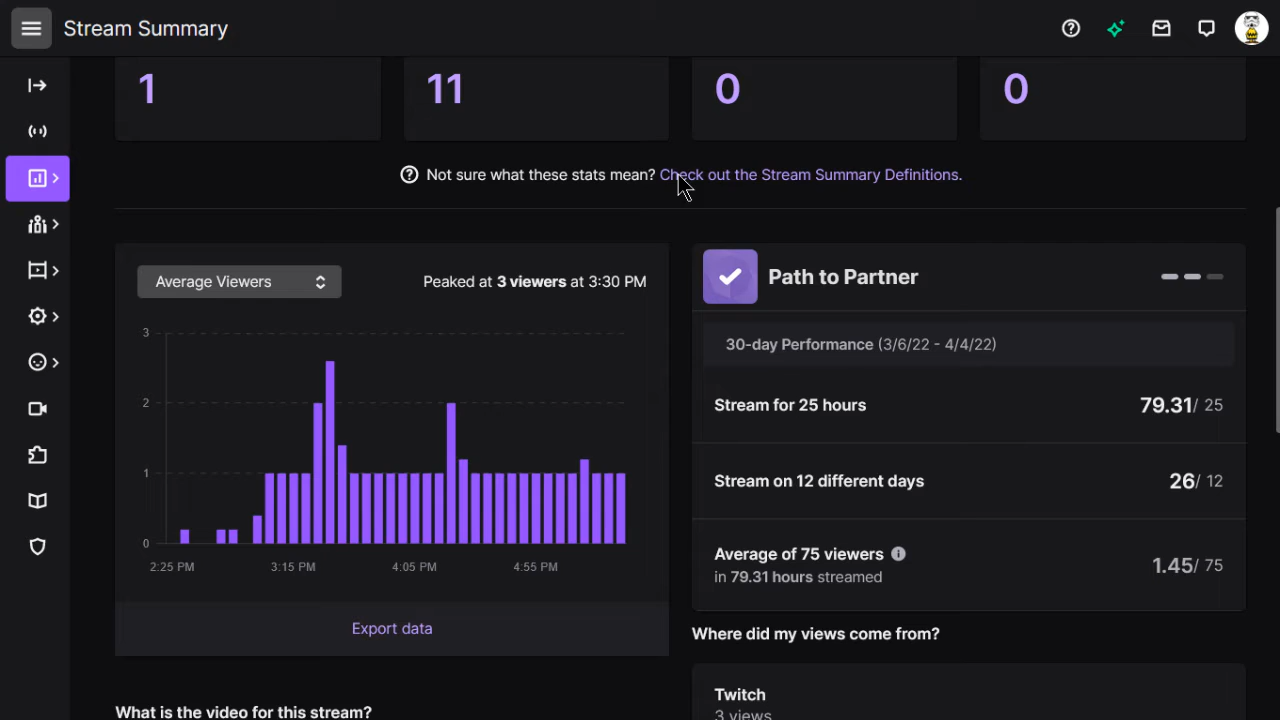 Stream Summary
1
11
0
0
Not sure what these stats mean? Check out the Stream Summary Definitions.
Average Viewers
Peaked at 3 viewers at 3:30 PM
3
2
1
0
2:25 PM
3:15 PM
4:05 PM
4:55 PM
Export data
What is the video for this stream?
Path to Partner
30-day Performance (3/6/22 - 4/4/22)
Stream for 25 hours
79.31/ 25
Stream on 12 different days
26/ 12
Average of 75 viewers
in 79.31 hours streamed
1.45/ 75
Where did my views come from?
Twitch
3 views